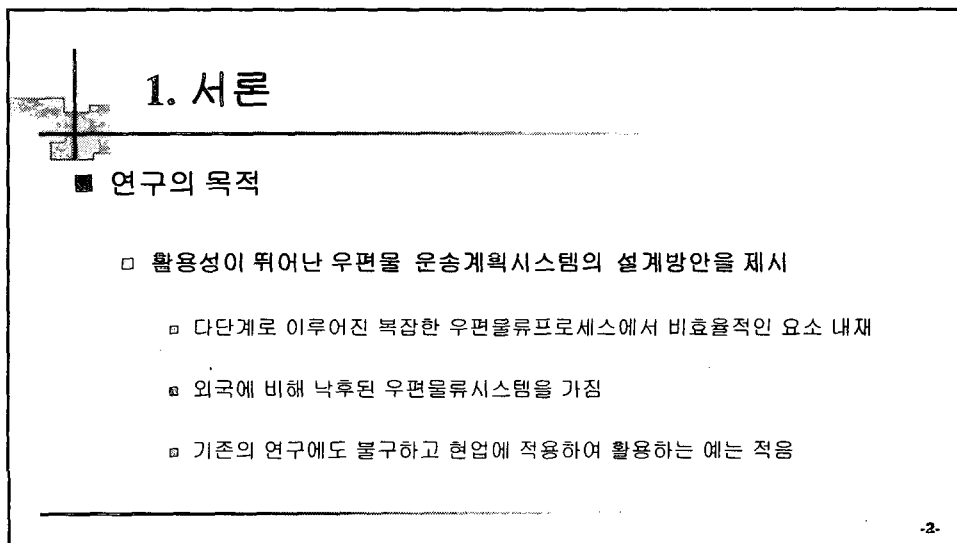 1. 서론
■ 연구의 목적
□ 활용성이 뛰어난 우편물 운송계획시스템의 설계방안을 제시
다단계로 이루어진 복잡한 우편물류프로세스에서 비효율적인 요소 내재
외국에 비해 낙후된 우편물류시스템을 가짐
기존의 연구에도 불구하고 현업에 적용하여 활용하는 예는 적음
-2-